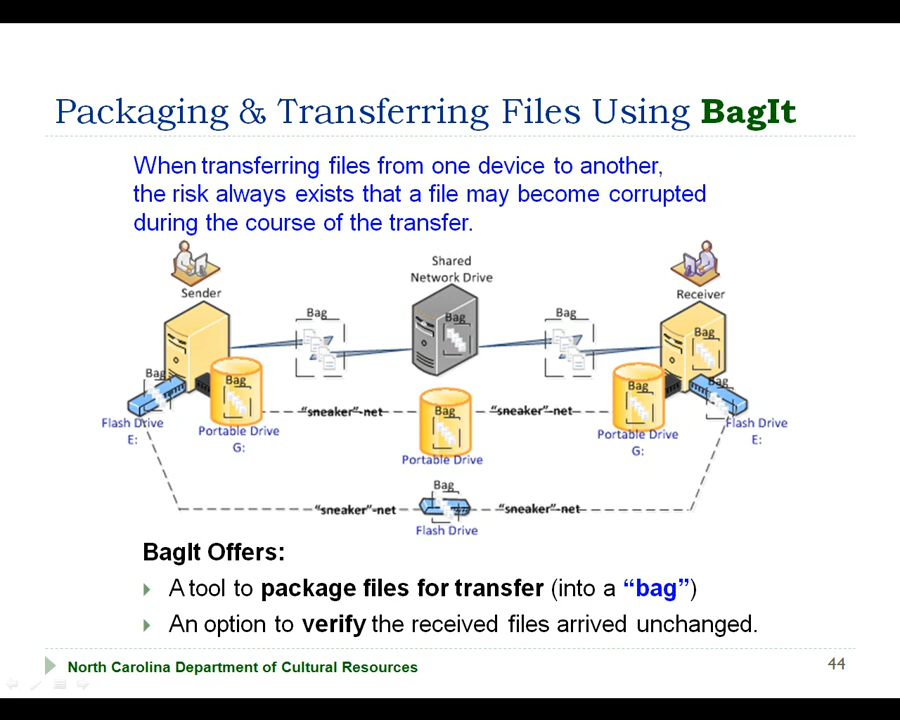 Packaging & Transferring Files Using BagIt
When transferring files from one device to another,
the risk always exists that a file may become corrupted
during the course of the transfer.
Sender
Shared
Network Drive
Receiver
Bag
Bag
Bag
Bag
Bag
Bag
Bag
Bag
Bag
"sneaker"-net
Bag
"sneaker"-net
Flash Drive
E:
Portable Drive
G:
Portable Drive
Portable Drive
G:
Flash Drive
E:
Bag
"sneaker"-net
"sneaker"-net
Flash Drive
BagIt Offers:
A tool to package files for transfer (into a “bag”)
An option to verify the received files arrived unchanged.
North Carolina Department of Cultural Resources
44